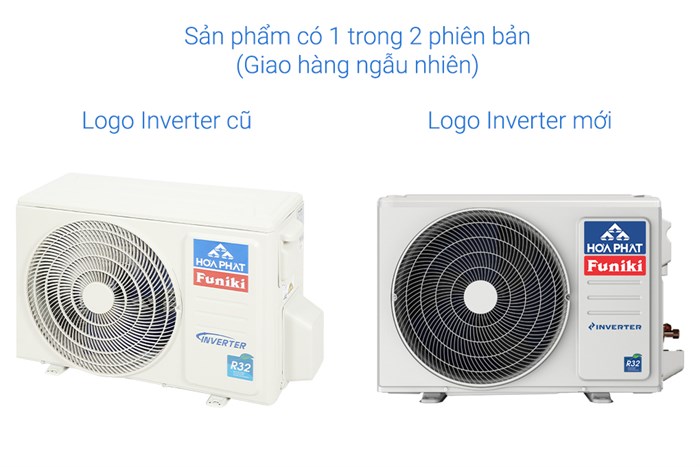 Sản phẩm có 1 trong 2 phiên bản
(Giao hàng ngẫu nhiên)
Logo Inverter cũ
Logo Inverter mới
HÒA PHÁT
Funiki
INVERTER
R32
HÒA PHÁT
Funiki
INVERTER
R32